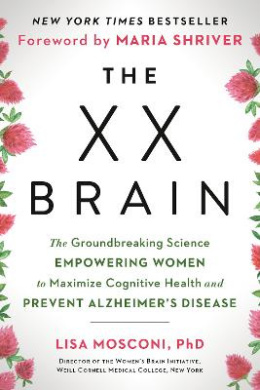 NEW YORK TIMES BESTSELLER
Foreword by MARIA SHRIVER
THE
XX
BRAIN
The Groundbreaking Science
EMPOWERING WOMEN
to Maximize Cognitive Health and
PREVENT ALZHEIMER'S DISEASE
LISA MOSCONI, PhD
DIRECTOR OF THE WOMEN'S BRAIN INITIATIVE,
WEILL CORNELL MEDICAL COLLEGE, NEW YORK